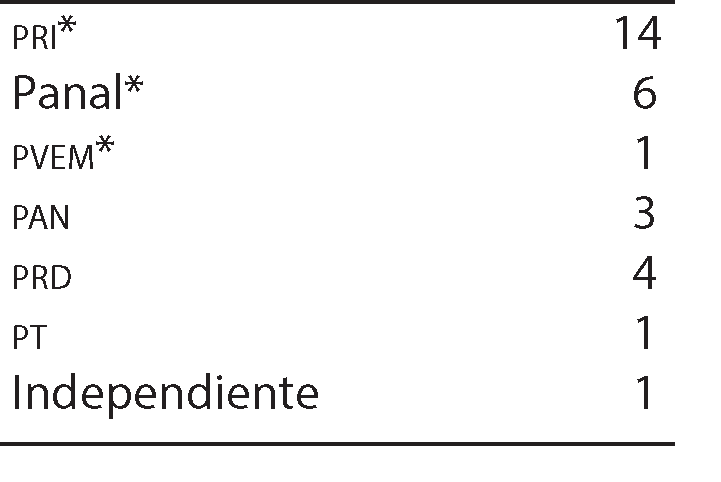 PRI* 14
Panal* 6
PVEM* 1
PAN 3
PRD 4
PT 1
Independiente 1